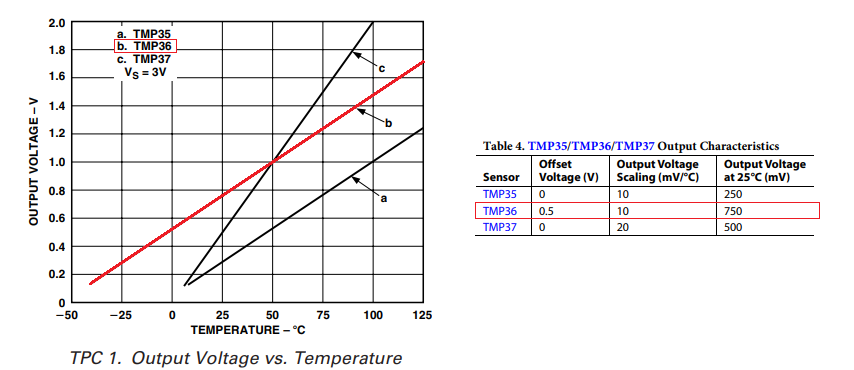 2.0
1.8
1.6
1.4
1.2
1.0
0.8
0.6
0.4
0.2
0
OUTPUT VOLTAGE – V
a. TMP35
b. TMP36
c. TMP37
VS = 3V
c
b
a
–50 –25 0 25 50 75 100 125
TEMPERATURE – °C
TPC 1. Output Voltage vs. Temperature
Table 4. TMP35/TMP36/TMP37 Output Characteristics
Sensor Offset Voltage (V) Output Voltage Scaling (mV/°C) Output Voltage at 25°C (mV)
TMP35 0 10 250
TMP36 0.5 10 750
TMP37 0 20 500